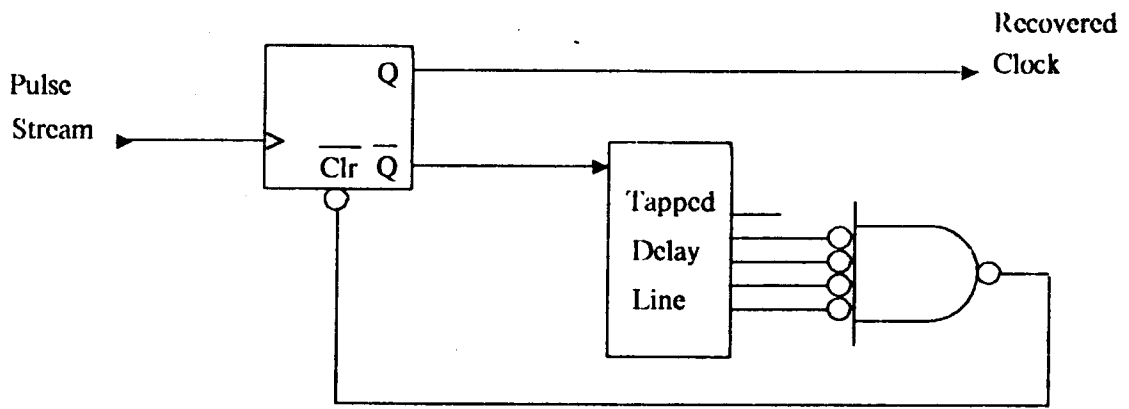 Recovered
Clock
Pulse
Stream
Q
Clr Q
Tapped
Delay
Line